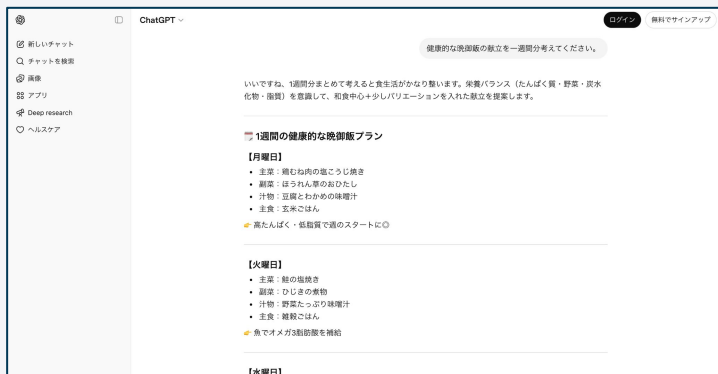 ChatGPT
ログイン
無料でサインアップ
新しいチャット
チャットを検索
画像
アプリ
Deep research
ヘルスケア
健康的な晩御飯の献立を一週間分考えてください。
いいですね、1週間分まとめて考えると食生活がかなり整います。栄養バランス（たんぱく質・野菜・炭水
化物・脂質）を意識して、和食中心＋少しバリエーションを入れた献立を提案します。
1週間の健康的な晩御飯プラン
【月曜日】
• 主菜：鶏むね肉の塩こうじ焼き
• 副菜：ほうれん草のおひたし
• 汁物：豆腐とわかめの味噌汁
• 主食：玄米ごはん
👉 高たんぱく・低脂質で週のスタートに◎
【火曜日】
• 主菜：鮭の塩焼き
• 副菜：ひじきの煮物
• 汁物：野菜たっぷり味噌汁
• 主食：雑穀ごはん
👉 魚でオメガ3脂肪酸を補給
【水曜日】